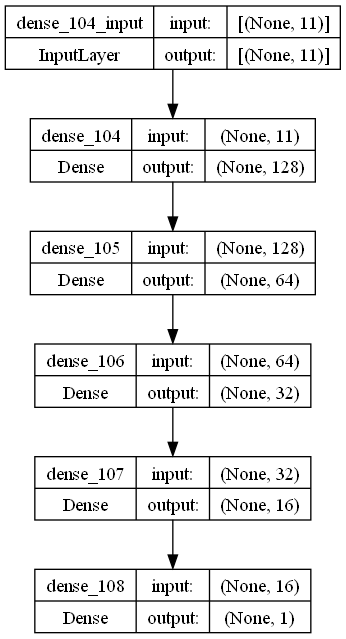 dense_104_input input: [(None, 11)]
InputLayer output: [(None, 11)]
dense_104 input: (None, 11)
Dense output: (None, 128)
dense_105 input: (None, 128)
Dense output: (None, 64)
dense_106 input: (None, 64)
Dense output: (None, 32)
dense_107 input: (None, 32)
Dense output: (None, 16)
dense_108 input: (None, 16)
Dense output: (None, 1)